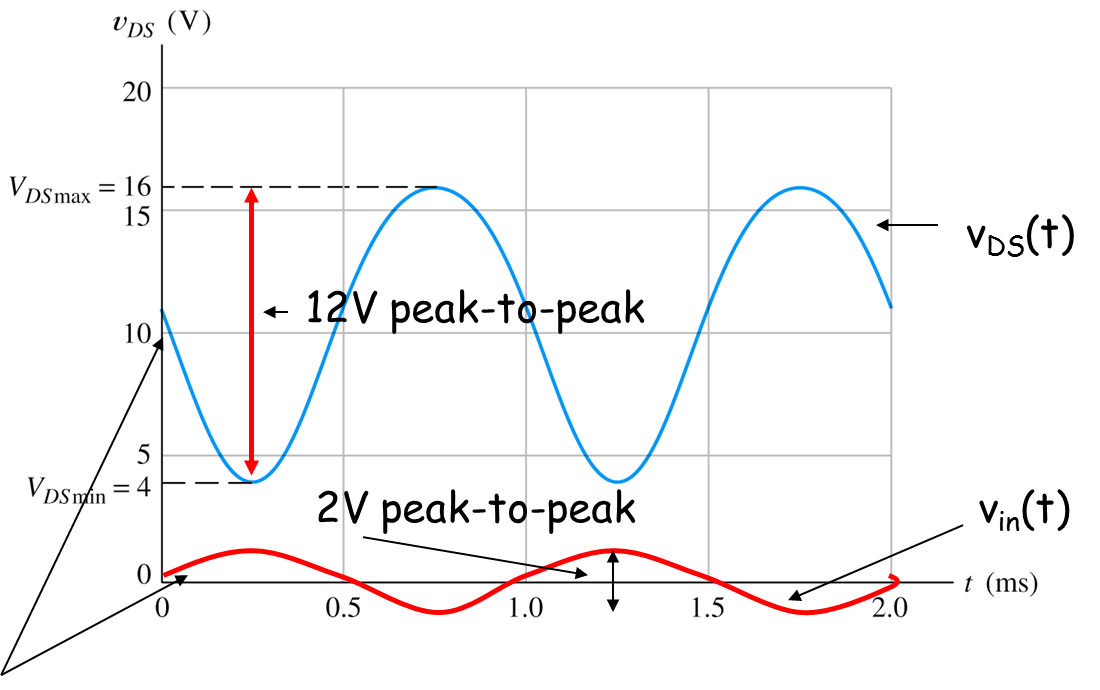 v_DS (V)
20
V_DSmax = 16
15
v_DS(t)
12V peak-to-peak
10
5
V_DSmin = 4
2V peak-to-peak
v_in(t)
0
t (ms)
0 0.5 1.0 1.5 2.0